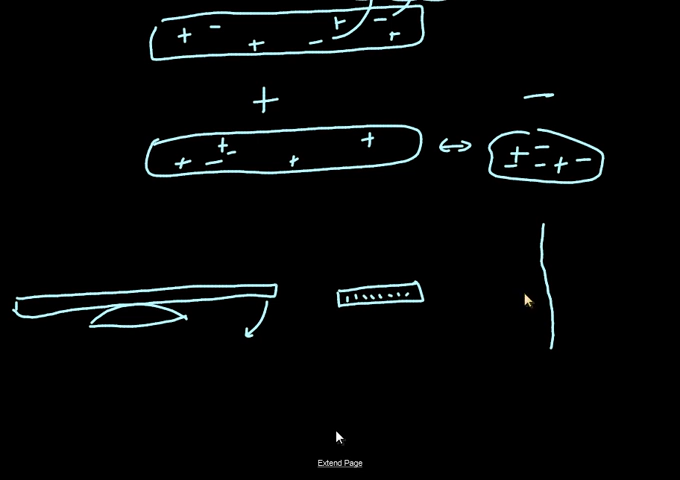 + − + − + − +
+ −
+ + − − + + ↔ + − − − + −
Extend Page